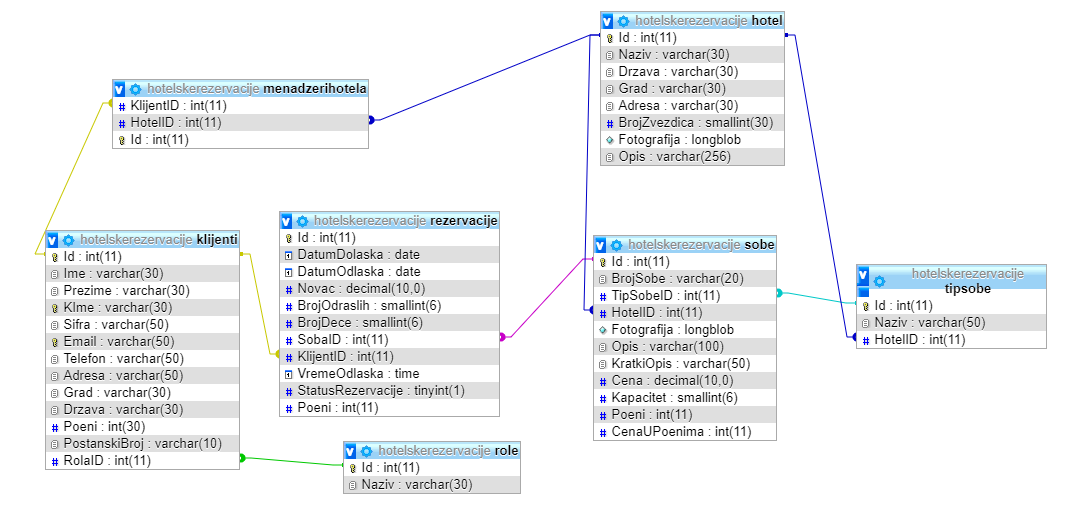 hotelskerezervacije hotel
Id : int(11)
Naziv : varchar(30)
Drzava : varchar(30)
Grad : varchar(30)
Adresa : varchar(30)
BrojZvezdica : smallint(30)
Fotografija : longblob
Opis : varchar(256)
hotelskerezervacije menadzerihotela
KlijentID : int(11)
HotelID : int(11)
Id : int(11)
hotelskerezervacije klijenti
Id : int(11)
Ime : varchar(30)
Prezime : varchar(30)
KIme : varchar(30)
Sifra : varchar(50)
Email : varchar(50)
Telefon : varchar(50)
Adresa : varchar(50)
Grad : varchar(30)
Drzava : varchar(30)
Poeni : int(30)
PostanskiBroj : varchar(10)
RolaID : int(11)
hotelskerezervacije rezervacije
Id : int(11)
DatumDolaska : date
DatumOdlaska : date
Novac : decimal(10,0)
BrojOdraslih : smallint(6)
BrojDece : smallint(6)
SobaID : int(11)
KlijentID : int(11)
VremeOdlaska : time
StatusRezervacije : tinyint(1)
Poeni : int(11)
hotelskerezervacije sobe
Id : int(11)
BrojSobe : varchar(20)
TipSobeID : int(11)
HotelID : int(11)
Fotografija : longblob
Opis : varchar(100)
KratkiOpis : varchar(50)
Cena : decimal(10,0)
Kapacitet : smallint(6)
Poeni : int(11)
CenaUPoenima : int(11)
hotelskerezervacije
tipsobe
Id : int(11)
Naziv : varchar(50)
HotelID : int(11)
hotelskerezervacije role
Id : int(11)
Naziv : varchar(30)